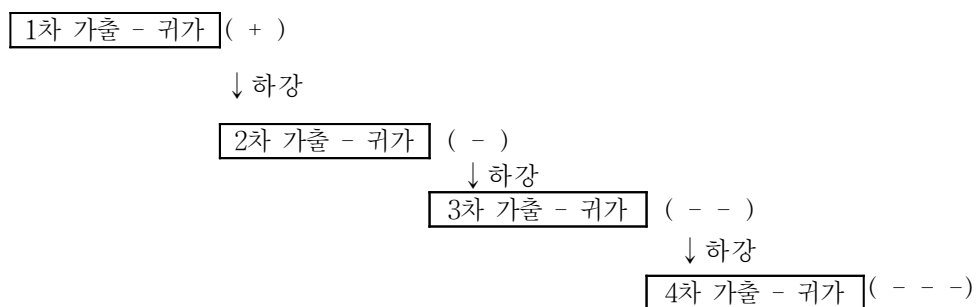 1차 가출 - 귀가 ( + )
↓하강
2차 가출 - 귀가 ( - )
↓하강
3차 가출 - 귀가 ( - - )
↓하강
4차 가출 - 귀가 ( - - -)